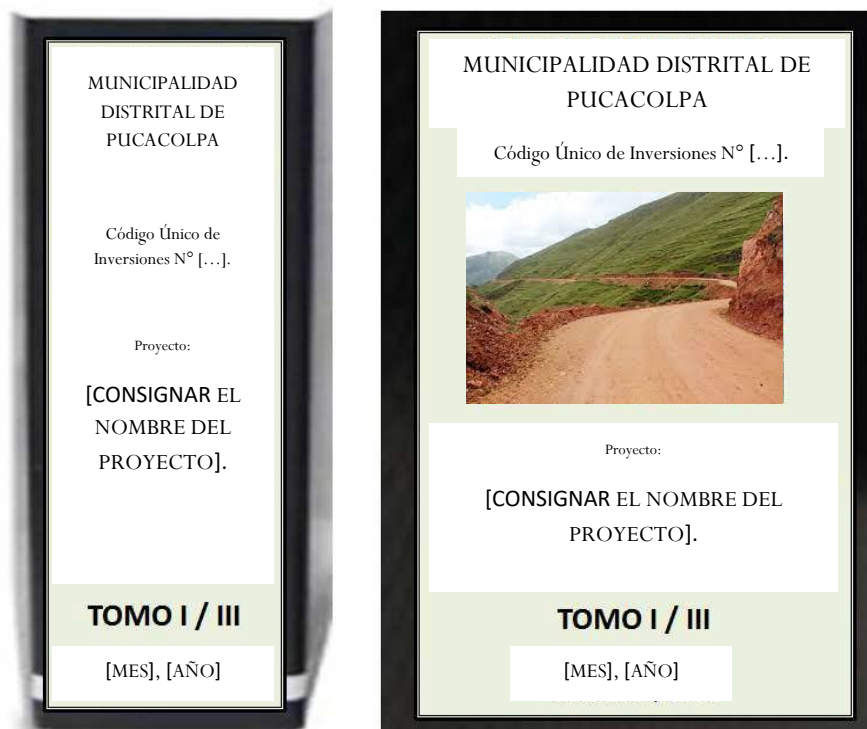 MUNICIPALIDAD
DISTRITAL DE
PUCACOLPA
Código Único de
Inversiones N° […].
Proyecto:
[CONSIGNAR EL
NOMBRE DEL
PROYECTO].
TOMO I / III
[MES], [AÑO]
MUNICIPALIDAD DISTRITAL DE
PUCACOLPA
Código Único de Inversiones N° […].
Proyecto:
[CONSIGNAR EL NOMBRE DEL
PROYECTO].
TOMO I / III
[MES], [AÑO]